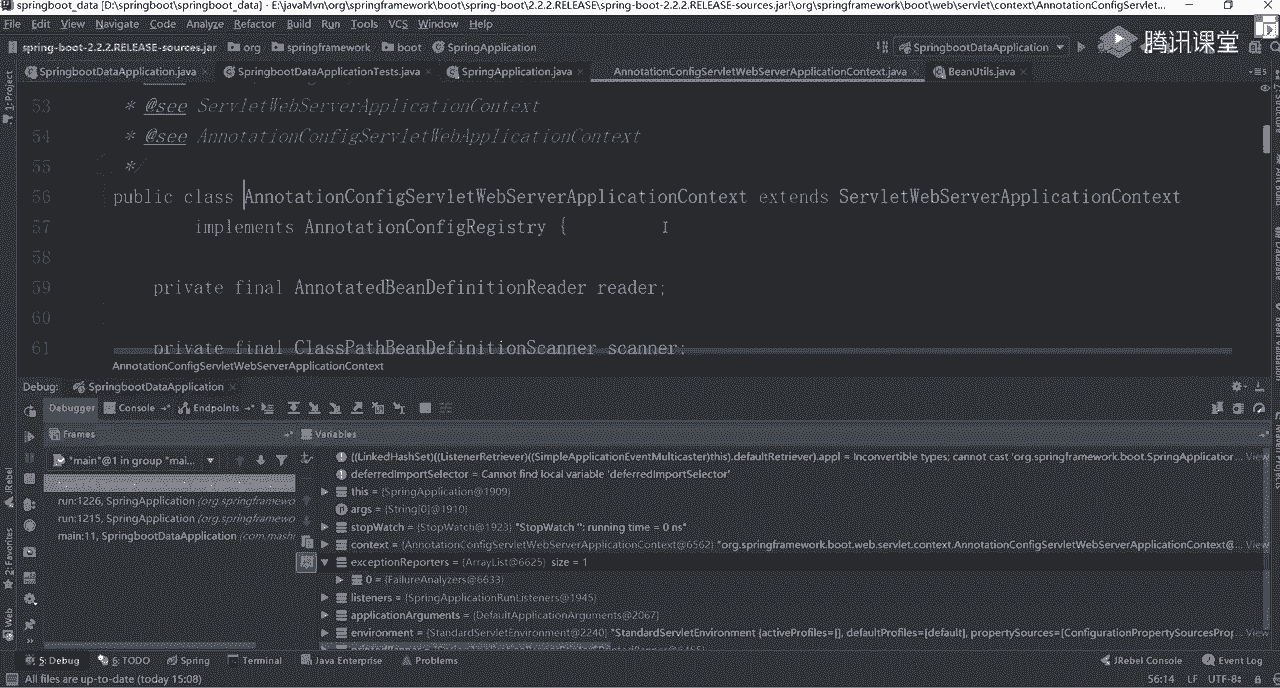 springboot_data [D:\springboot\springboot_data] - E:\javaMvn\org\springframework\boot\spring-boot\2.2.2.RELEASE\spring-boot-2.2.2.RELEASE-sources.jar!\org\springframework\boot\web\servlet\context\AnnotationConfigServlet...
File Edit View Navigate Code Analyze Refactor Build Run Tools VCS Window Help
spring-boot-2.2.2.RELEASE-sources.jar org springframework boot SpringApplication SpringbootDataApplication
腾讯课堂
SpringbootDataApplication.java SpringbootDataApplicationTests.java SpringApplication.java AnnotationConfigServletWebServerApplicationContext.java BeanUtils.java
1: Project
53 * @see ServletWebServerApplicationContext
54 * @see AnnotationConfigServletWebApplicationContext
55 */
56 public class AnnotationConfigServletWebServerApplicationContext extends ServletWebServerApplicationContext
57 implements AnnotationConfigRegistry {
58
59 private final AnnotatedBeanDefinitionReader reader;
60
61 private final ClassPathBeanDefinitionScanner scanner;
AnnotationConfigServletWebServerApplicationContext
Debug: SpringbootDataApplication
Debugger Console Endpoints
Frames Variables
"main"@1 in group "mai...
run:1226, SpringApplication (org.springframewo
run:1215, SpringApplication (org.springframewo
main:11, SpringbootDataApplication (com.mash
((LinkedHashSet)((ListenerRetriever)((SimpleApplicationEventMulticaster)this).defaultRetriever).appl = Inconvertible types; cannot cast 'org.springframework.boot.SpringApplication... View
deferredImportSelector = Cannot find local variable 'deferredImportSelector'
this = {SpringApplication@1909}
args = {String[0]@1910}
stopWatch = {StopWatch@1923} "StopWatch '': running time = 0 ns"
context = {AnnotationConfigServletWebServerApplicationContext@6562} "org.springframework.boot.web.servlet.context.AnnotationConfigServletWebServerApplicationContext@... View
exceptionReporters = {ArrayList@6625} size = 1
0 = {FailureAnalyzers@6633}
listeners = {SpringApplicationRunListeners@1945}
applicationArguments = {DefaultApplicationArguments@2067}
environment = {StandardServletEnvironment@2240} "StandardServletEnvironment {activeProfiles=[], defaultProfiles=[default], propertySources=[ConfigurationPropertySourcesProp... View
JRebel
2: Favorites
Web
5: Debug 6: TODO Spring Terminal Java Enterprise Problems JRebel Console Event Log
All files are up-to-date (today 15:08) 56:14 LF UTF-8